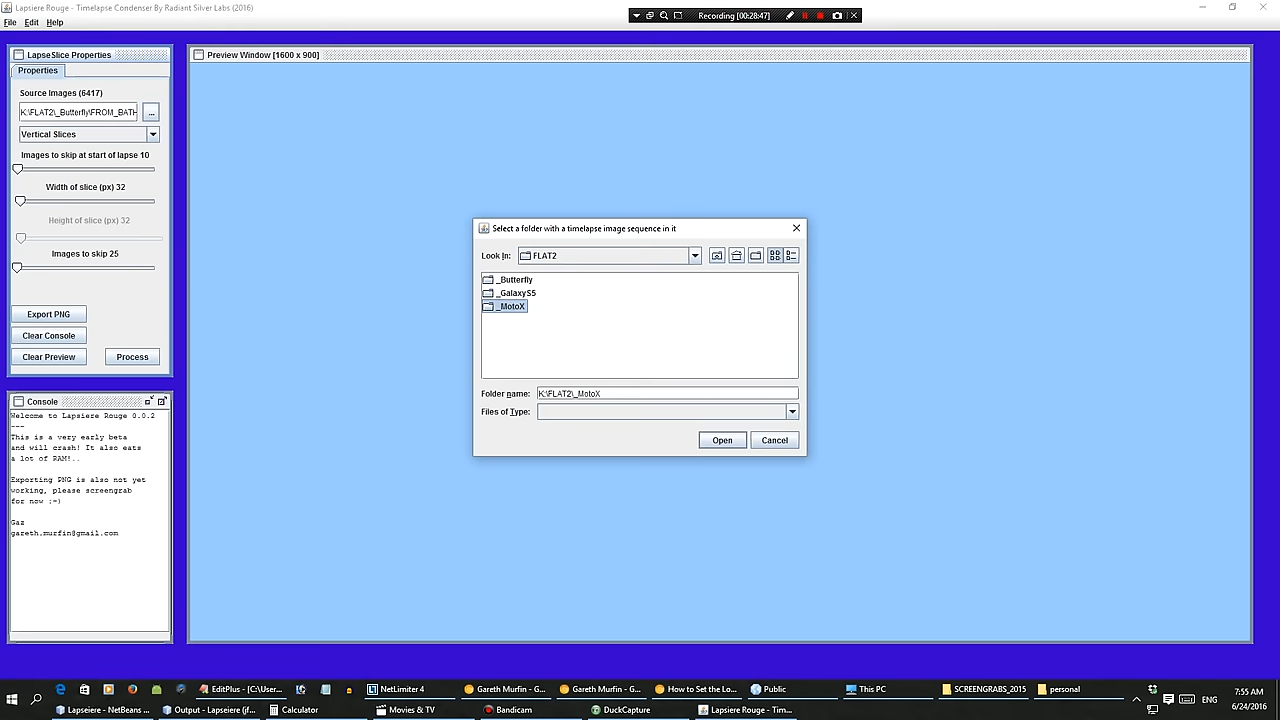 Lapsiere Rouge - Timelapse Condenser By Radiant Silver Labs (2016)
File Edit Help
Recording [00:28:47]
LapseSlice Properties
Properties
Source Images (6417)
K:\FLAT2\_Butterfly\FROM_BATH
...
Vertical Slices
Images to skip at start of lapse 10
Width of slice (px) 32
Height of slice (px) 32
Images to skip 25
Export PNG
Clear Console
Clear Preview Process
Console
Welcome to Lapsiere Rouge 0.0.2
---
This is a very early beta
and will crash! It also eats
a lot of RAM!..
Exporting PNG is also not yet
working, please screengrab
for now ;-)
Gaz
gareth.murfin@gmail.com
Preview Window [1600 x 900]
Select a folder with a timelapse image sequence in it
Look In: FLAT2
_Butterfly
_GalaxyS5
_MotoX
Folder name: K:\FLAT2\_MotoX
Files of Type:
Open Cancel
EditPlus - [C:\User... NetLimiter 4 Gareth Murfin - G... Gareth Murfin - G... How to Set the Lo... Public This PC SCREENGRABS_2015 personal
Lapsiere - NetBeans ... Output - Lapsiere (jf... Calculator Movies & TV Bandicam DuckCapture Lapsiere Rouge - Tim...
ENG
7:55 AM
6/24/2016